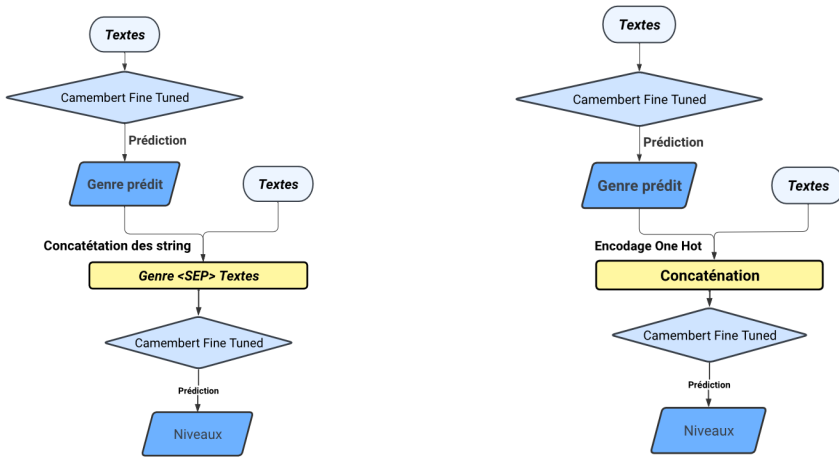 Textes
Camembert Fine Tuned
Prédiction
Genre prédit
Textes
Concatétation des string
Genre <SEP> Textes
Camembert Fine Tuned
Prédiction
Niveaux
Textes
Camembert Fine Tuned
Prédiction
Genre prédit
Textes
Encodage One Hot
Concaténation
Camembert Fine Tuned
Prédiction
Niveaux